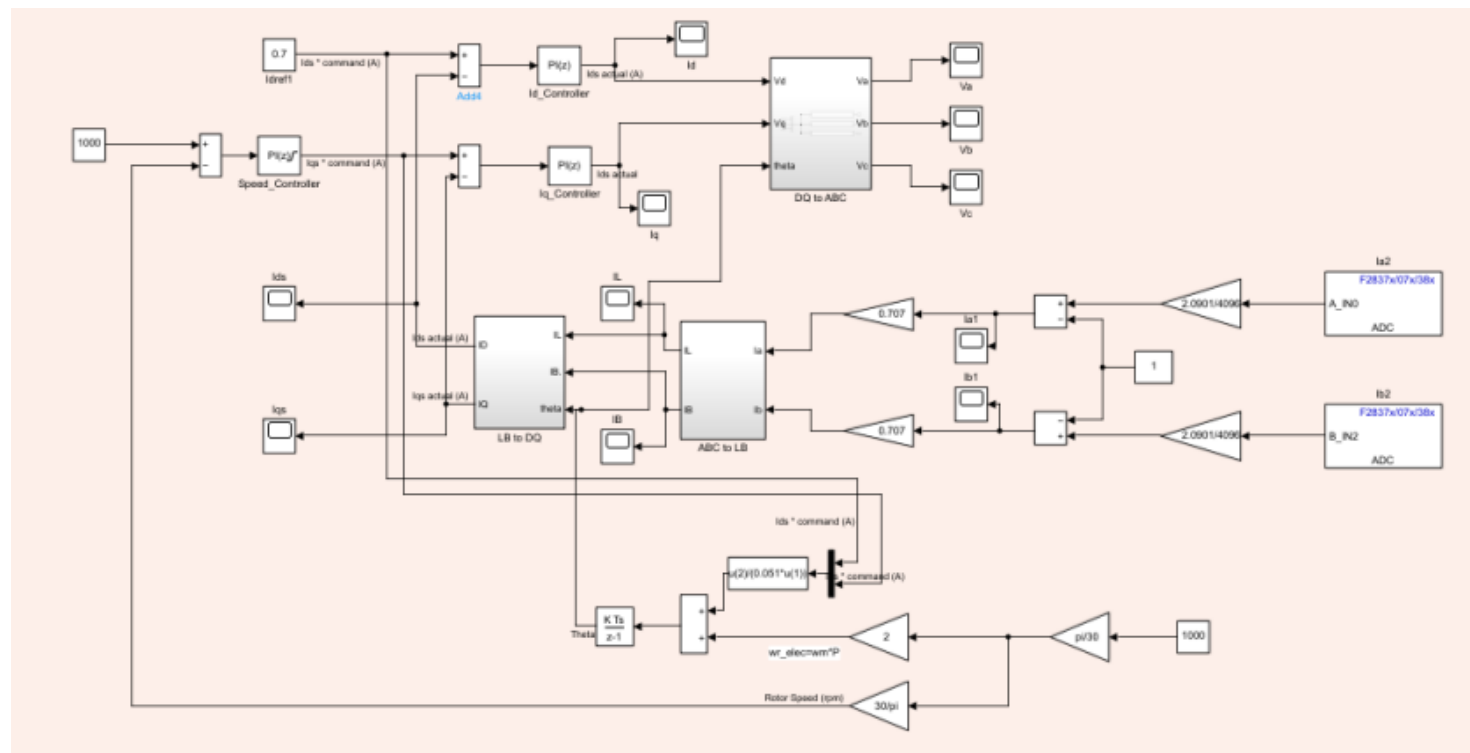 0.7
Idref1
Ids * command (A)
+
−
Add4
PI(z)
Id_Controller
Ids actual (A)
Id
Vd
Vq
theta
Va
Vb
Vc
DQ to ABC
Va
Vb
Vc
1000
+
−
PI(z)
Speed_Controller
Iqs * command (A)
+
−
PI(z)
Iq_Controller
Ids actual
Iq
Ids
Iqs
Ids actual (A)
Iqs actual (A)
ID
IQ
IL
IB.
theta
LB to DQ
IL
IB
IL
IB
Ia
Ib
ABC to LB
0.707
0.707
Ia1
Ib1
+
−
−
+
1
2.0901/4096
2.0901/4096
Ia2
F2837x/07x/38x
A_IN0
ADC
Ib2
F2837x/07x/38x
B_IN2
ADC
Ids * command (A)
* command (A)
u(2)/(0.051*u(1))
+
+
K Ts
z-1
Theta
2
wr_elec=wm*P
pi/30
1000
Rotor Speed (rpm)
30/pi